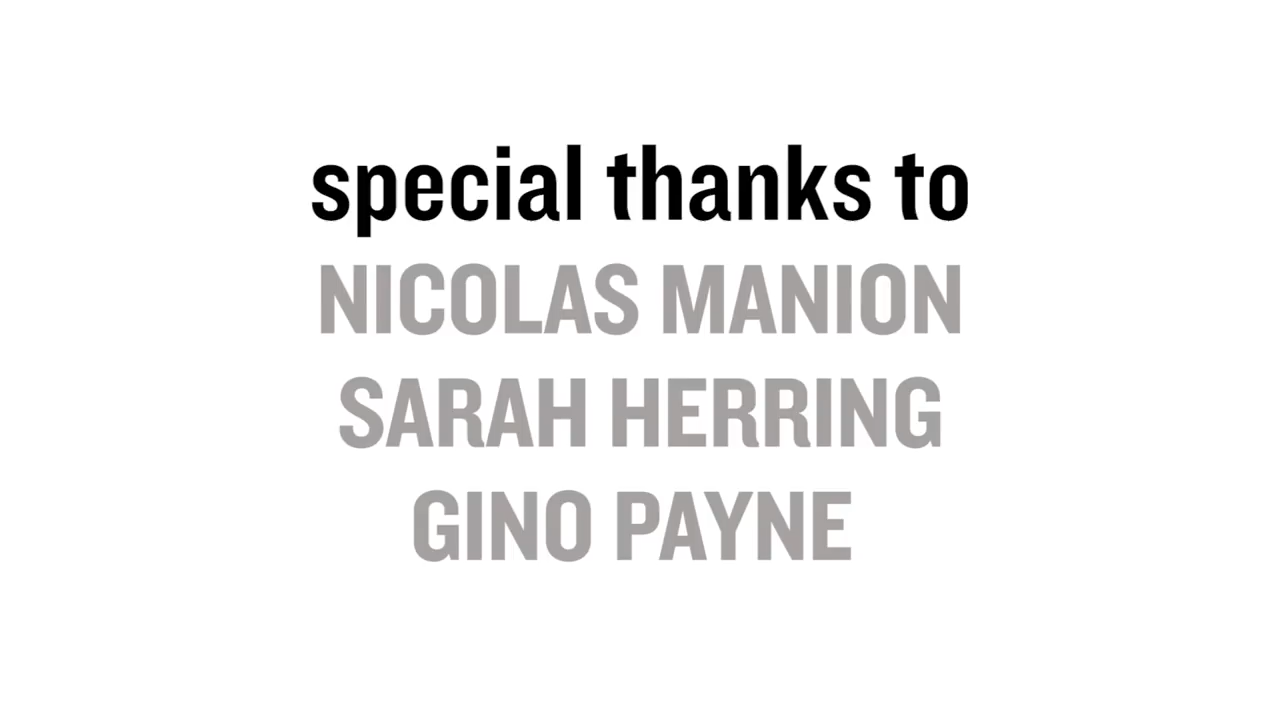 special thanks to
NICOLAS MANION
SARAH HERRING
GINO PAYNE